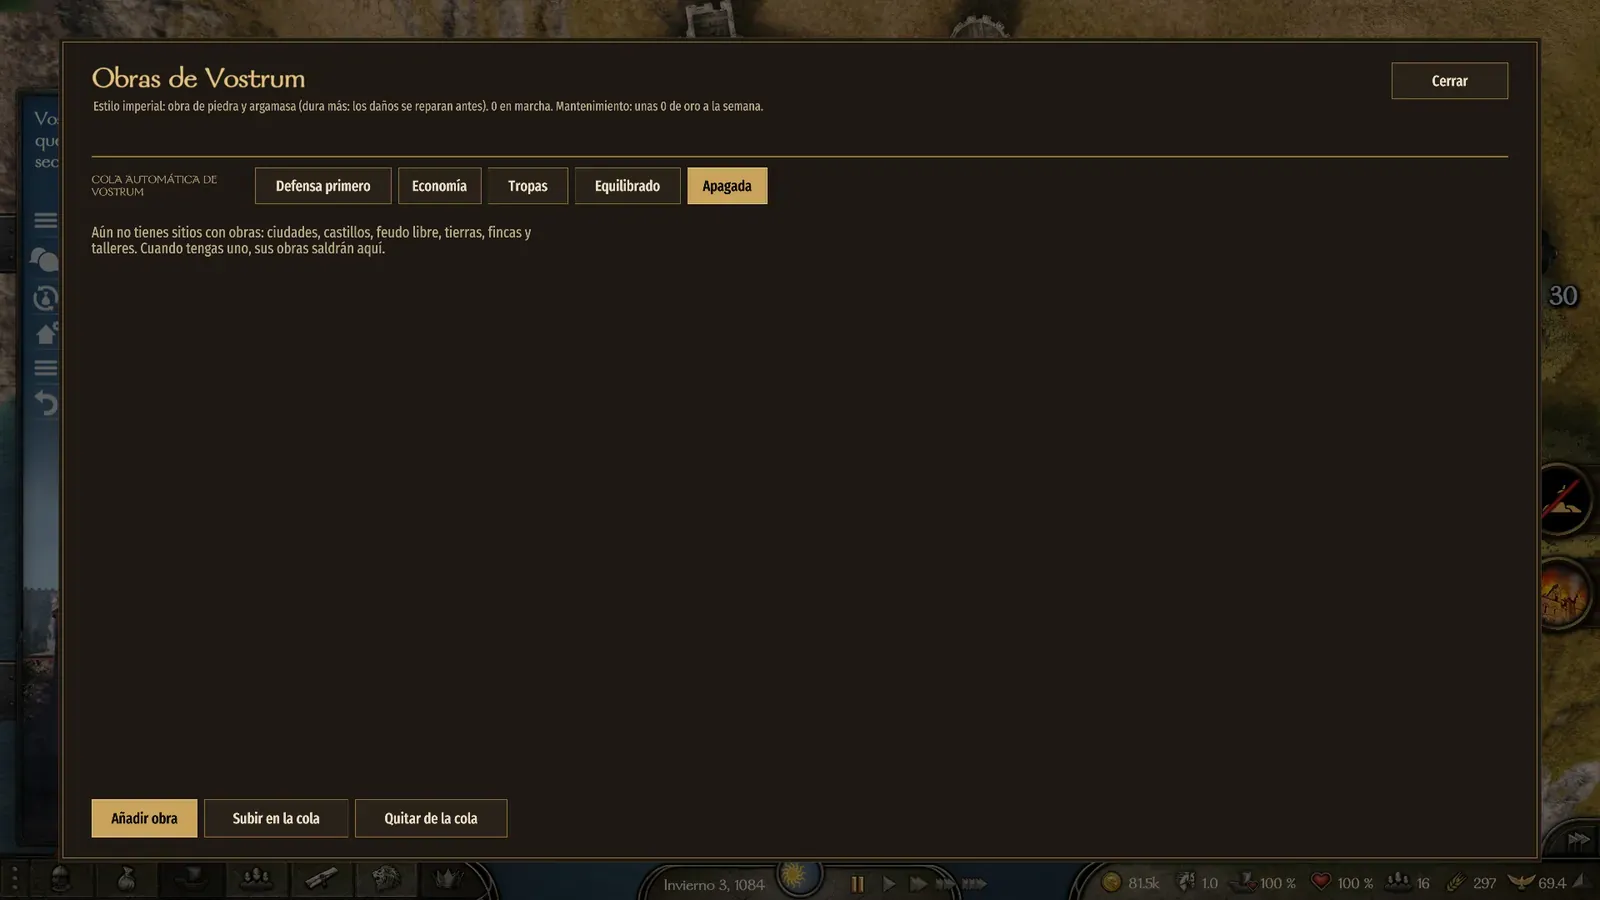 Obras de Vostrum
Cerrar
Estilo imperial: obra de piedra y argamasa (dura más: los daños se reparan antes). 0 en marcha. Mantenimiento: unas 0 de oro a la semana.
COLA AUTOMÁTICA DE
VOSTRUM
Defensa primero
Economía
Tropas
Equilibrado
Apagada
Aún no tienes sitios con obras: ciudades, castillos, feudo libre, tierras, fincas y
talleres. Cuando tengas uno, sus obras saldrán aquí.
30
Añadir obra
Subir en la cola
Quitar de la cola
Invierno 3, 1084
81.5k
1.0
100 %
100 %
16
297
69.4